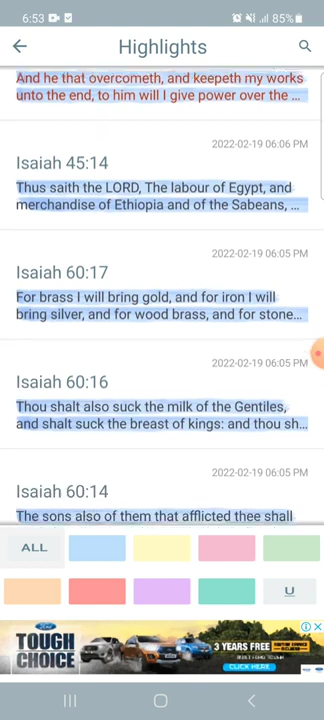 6:53
85%
Highlights
And he that overcometh, and keepeth my works
unto the end, to him will I give power over the ...
2022-02-19 06:06 PM
Isaiah 45:14
Thus saith the LORD, The labour of Egypt, and
merchandise of Ethiopia and of the Sabeans, ...
2022-02-19 06:05 PM
Isaiah 60:17
For brass I will bring gold, and for iron I will
bring silver, and for wood brass, and for stone...
2022-02-19 06:05 PM
Isaiah 60:16
Thou shalt also suck the milk of the Gentiles,
and shalt suck the breast of kings: and thou sh...
2022-02-19 06:05 PM
Isaiah 60:14
The sons also of them that afflicted thee shall
ALL
U
Ford
TOUGH
CHOICE
3 YEARS FREE
CLICK HERE